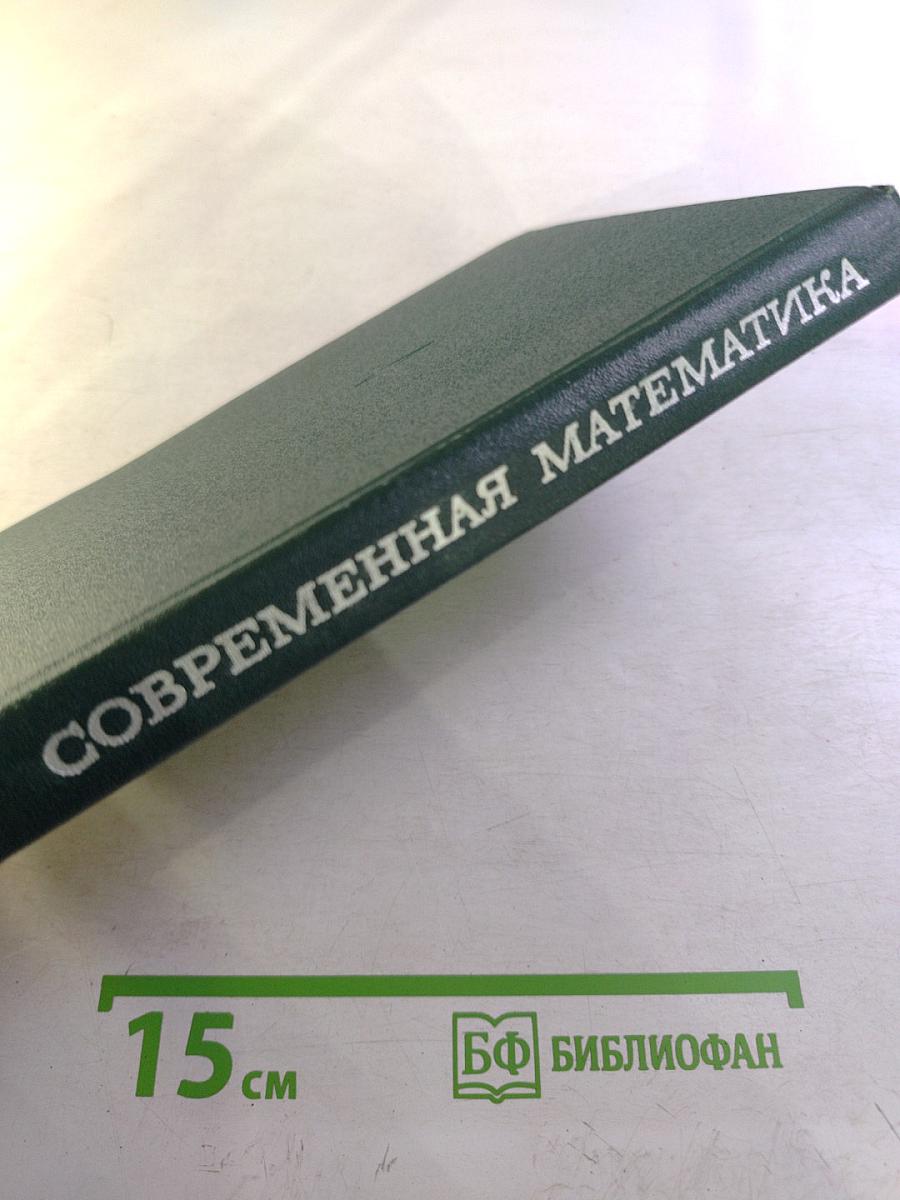 СОВРЕМЕННАЯ МАТЕМАТИКА
15 см
БФ БИБЛИОФАН